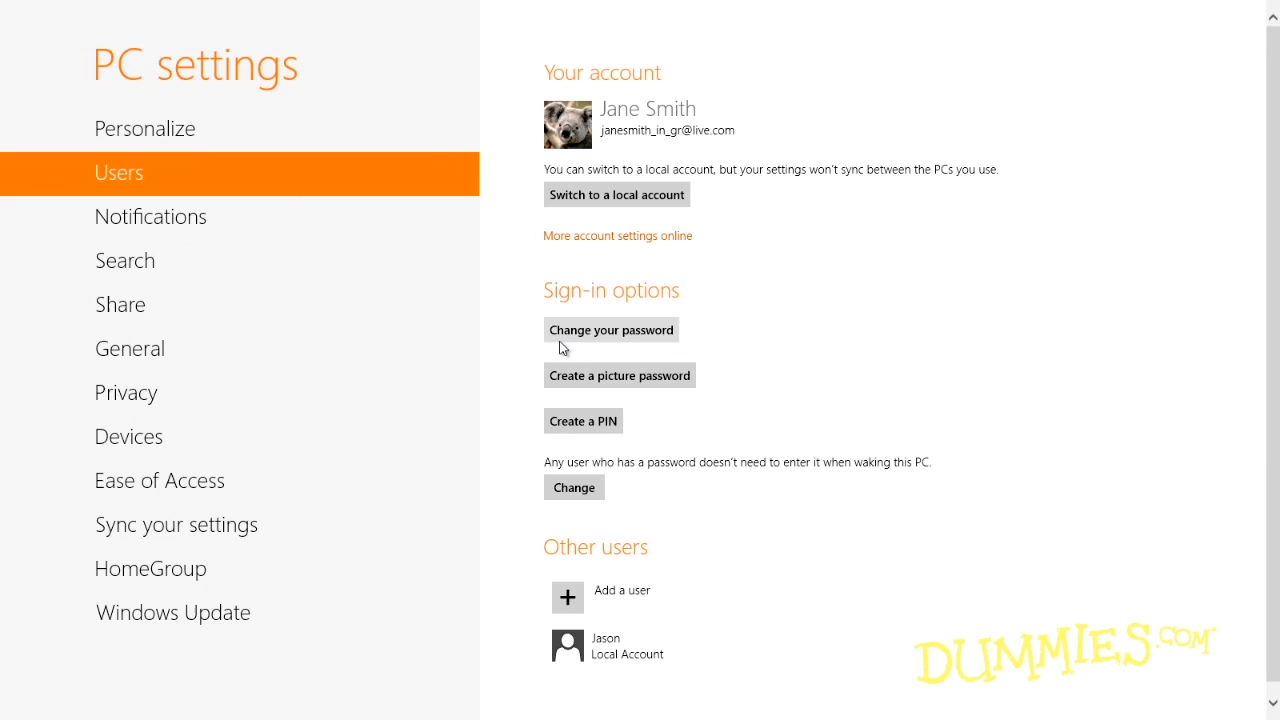 PC settings
Personalize
Users
Notifications
Search
Share
General
Privacy
Devices
Ease of Access
Sync your settings
HomeGroup
Windows Update
Your account
Jane Smith
janesmith_in_gr@live.com
You can switch to a local account, but your settings won't sync between the PCs you use.
Switch to a local account
More account settings online
Sign-in options
Change your password
Create a picture password
Create a PIN
Any user who has a password doesn't need to enter it when waking this PC.
Change
Other users
+ Add a user
Jason
Local Account
DUMMIES.COM